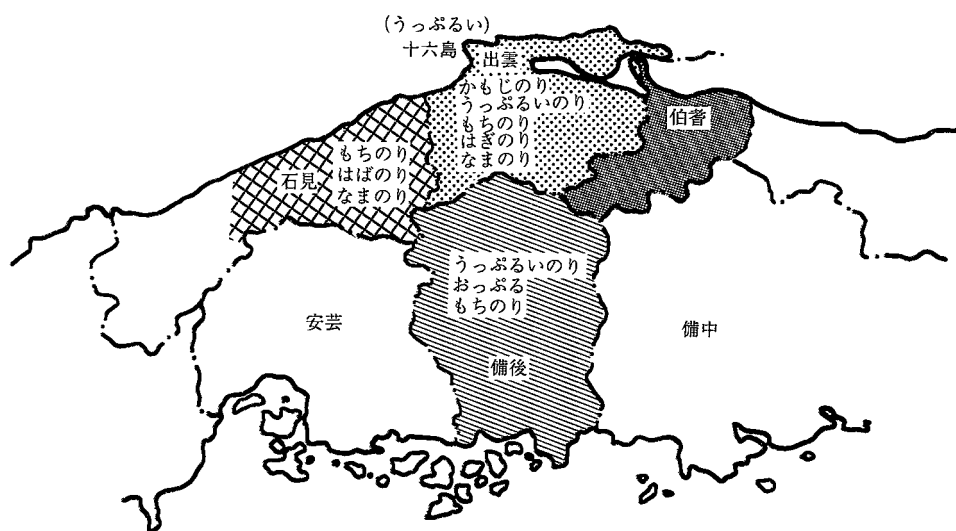 (うっぷるい)
十六島
出雲
かもじのり
うっぷるいのり
もちのり
はぎのり
なまのり
伯耆
もちのり
はばのり
なまのり
石見
うっぷるいのり
おっぷる
もちのり
備後
安芸
備中